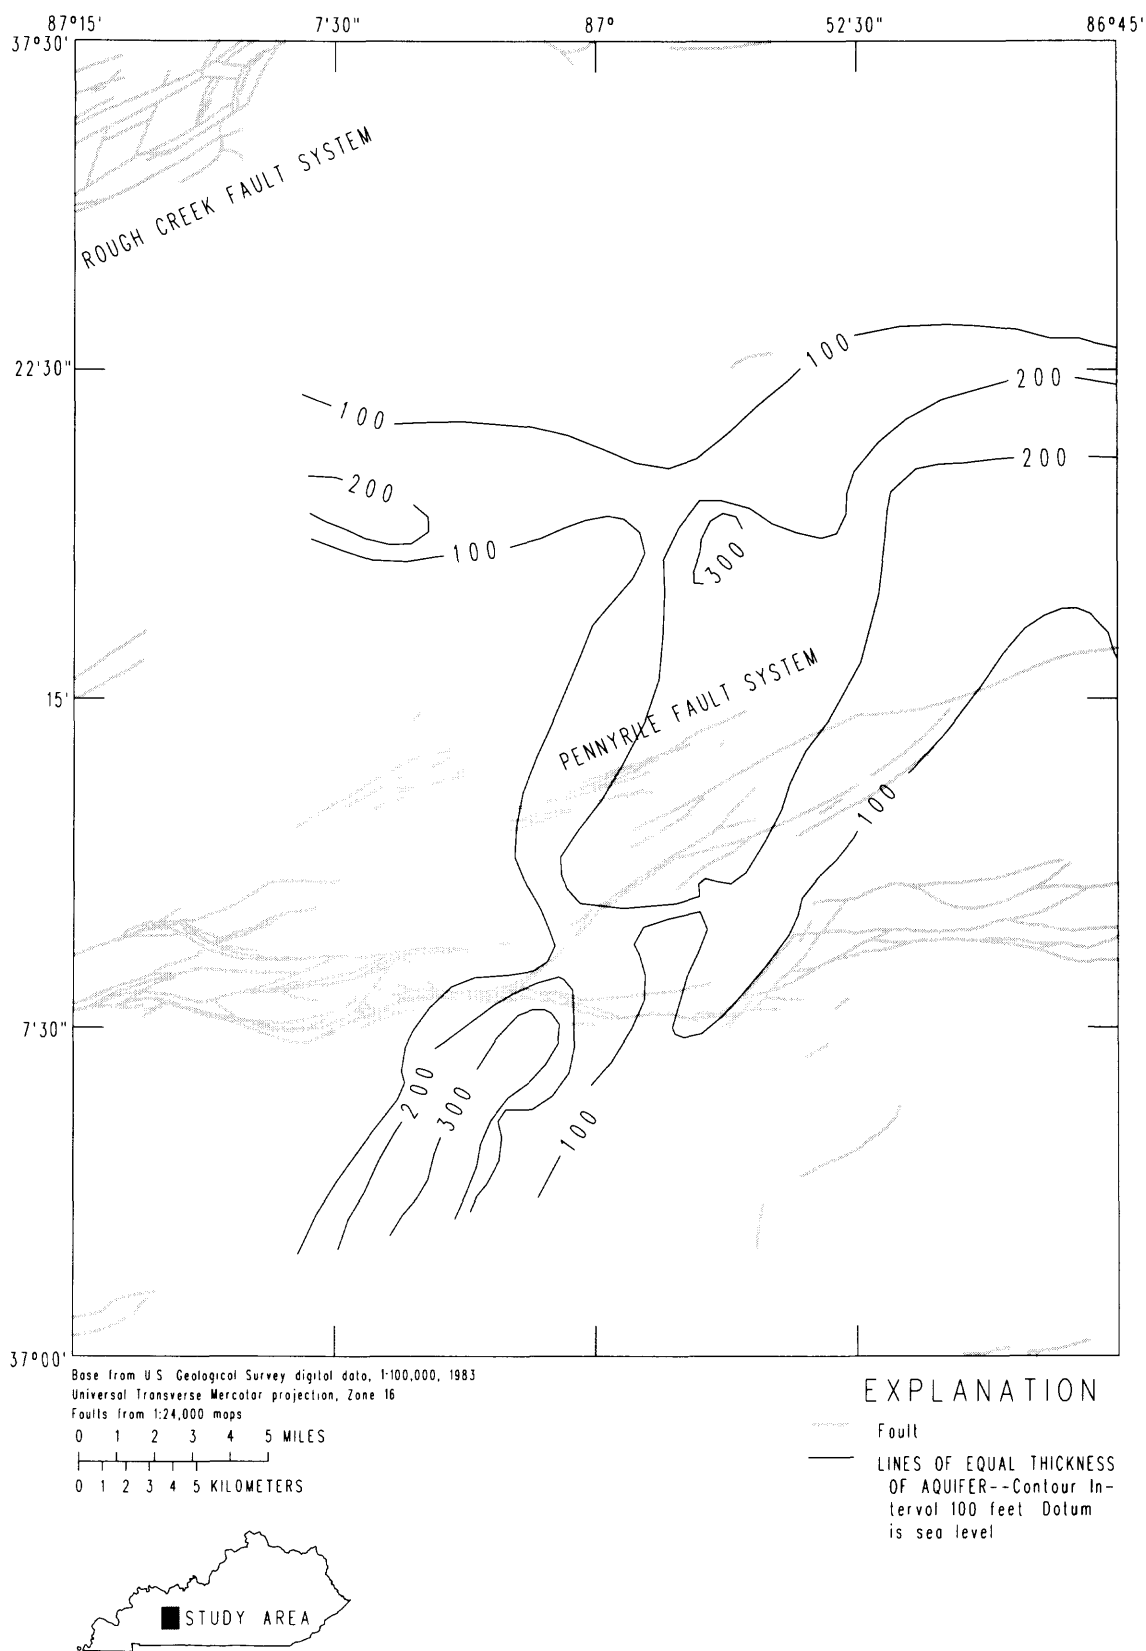 87°15' 7'30" 87° 52'30" 86°45'
37°30'
ROUGH CREEK FAULT SYSTEM
22'30"
100
200
100
200
200
100
300
PENNYRILE FAULT SYSTEM
15'
100
7'30"
200
300
100
37°00'
Base from U S Geological Survey digital data, 1:100,000, 1983
Universal Transverse Mercator projection, Zone 16
Faults from 1:24,000 maps
0 1 2 3 4 5 MILES
0 1 2 3 4 5 KILOMETERS
EXPLANATION
Fault
LINES OF EQUAL THICKNESS
OF AQUIFER--Contour In-
terval 100 feet Datum
is sea level
STUDY AREA